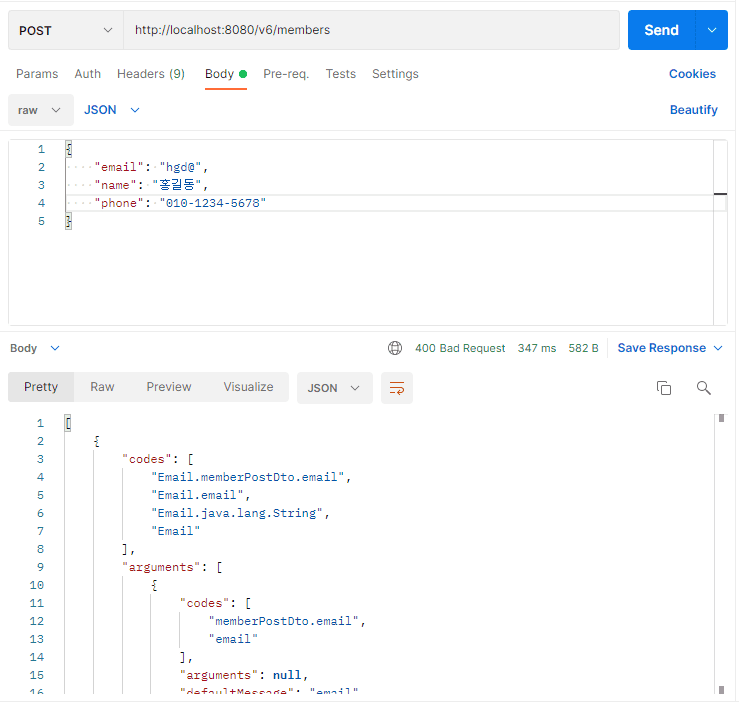 POST http://localhost:8080/v6/members Send
Params Auth Headers (9) Body Pre-req. Tests Settings Cookies
raw JSON Beautify
1 {
2 "email": "hgd@",
3 "name": "홍길동",
4 "phone": "010-1234-5678"
5 }
Body 400 Bad Request 347 ms 582 B Save Response
Pretty Raw Preview Visualize JSON
1 [
2 {
3 "codes": [
4 "Email.memberPostDto.email",
5 "Email.email",
6 "Email.java.lang.String",
7 "Email"
8 ],
9 "arguments": [
10 {
11 "codes": [
12 "memberPostDto.email",
13 "email"
14 ],
15 "arguments": null,
16 "defaultMessage": "email"